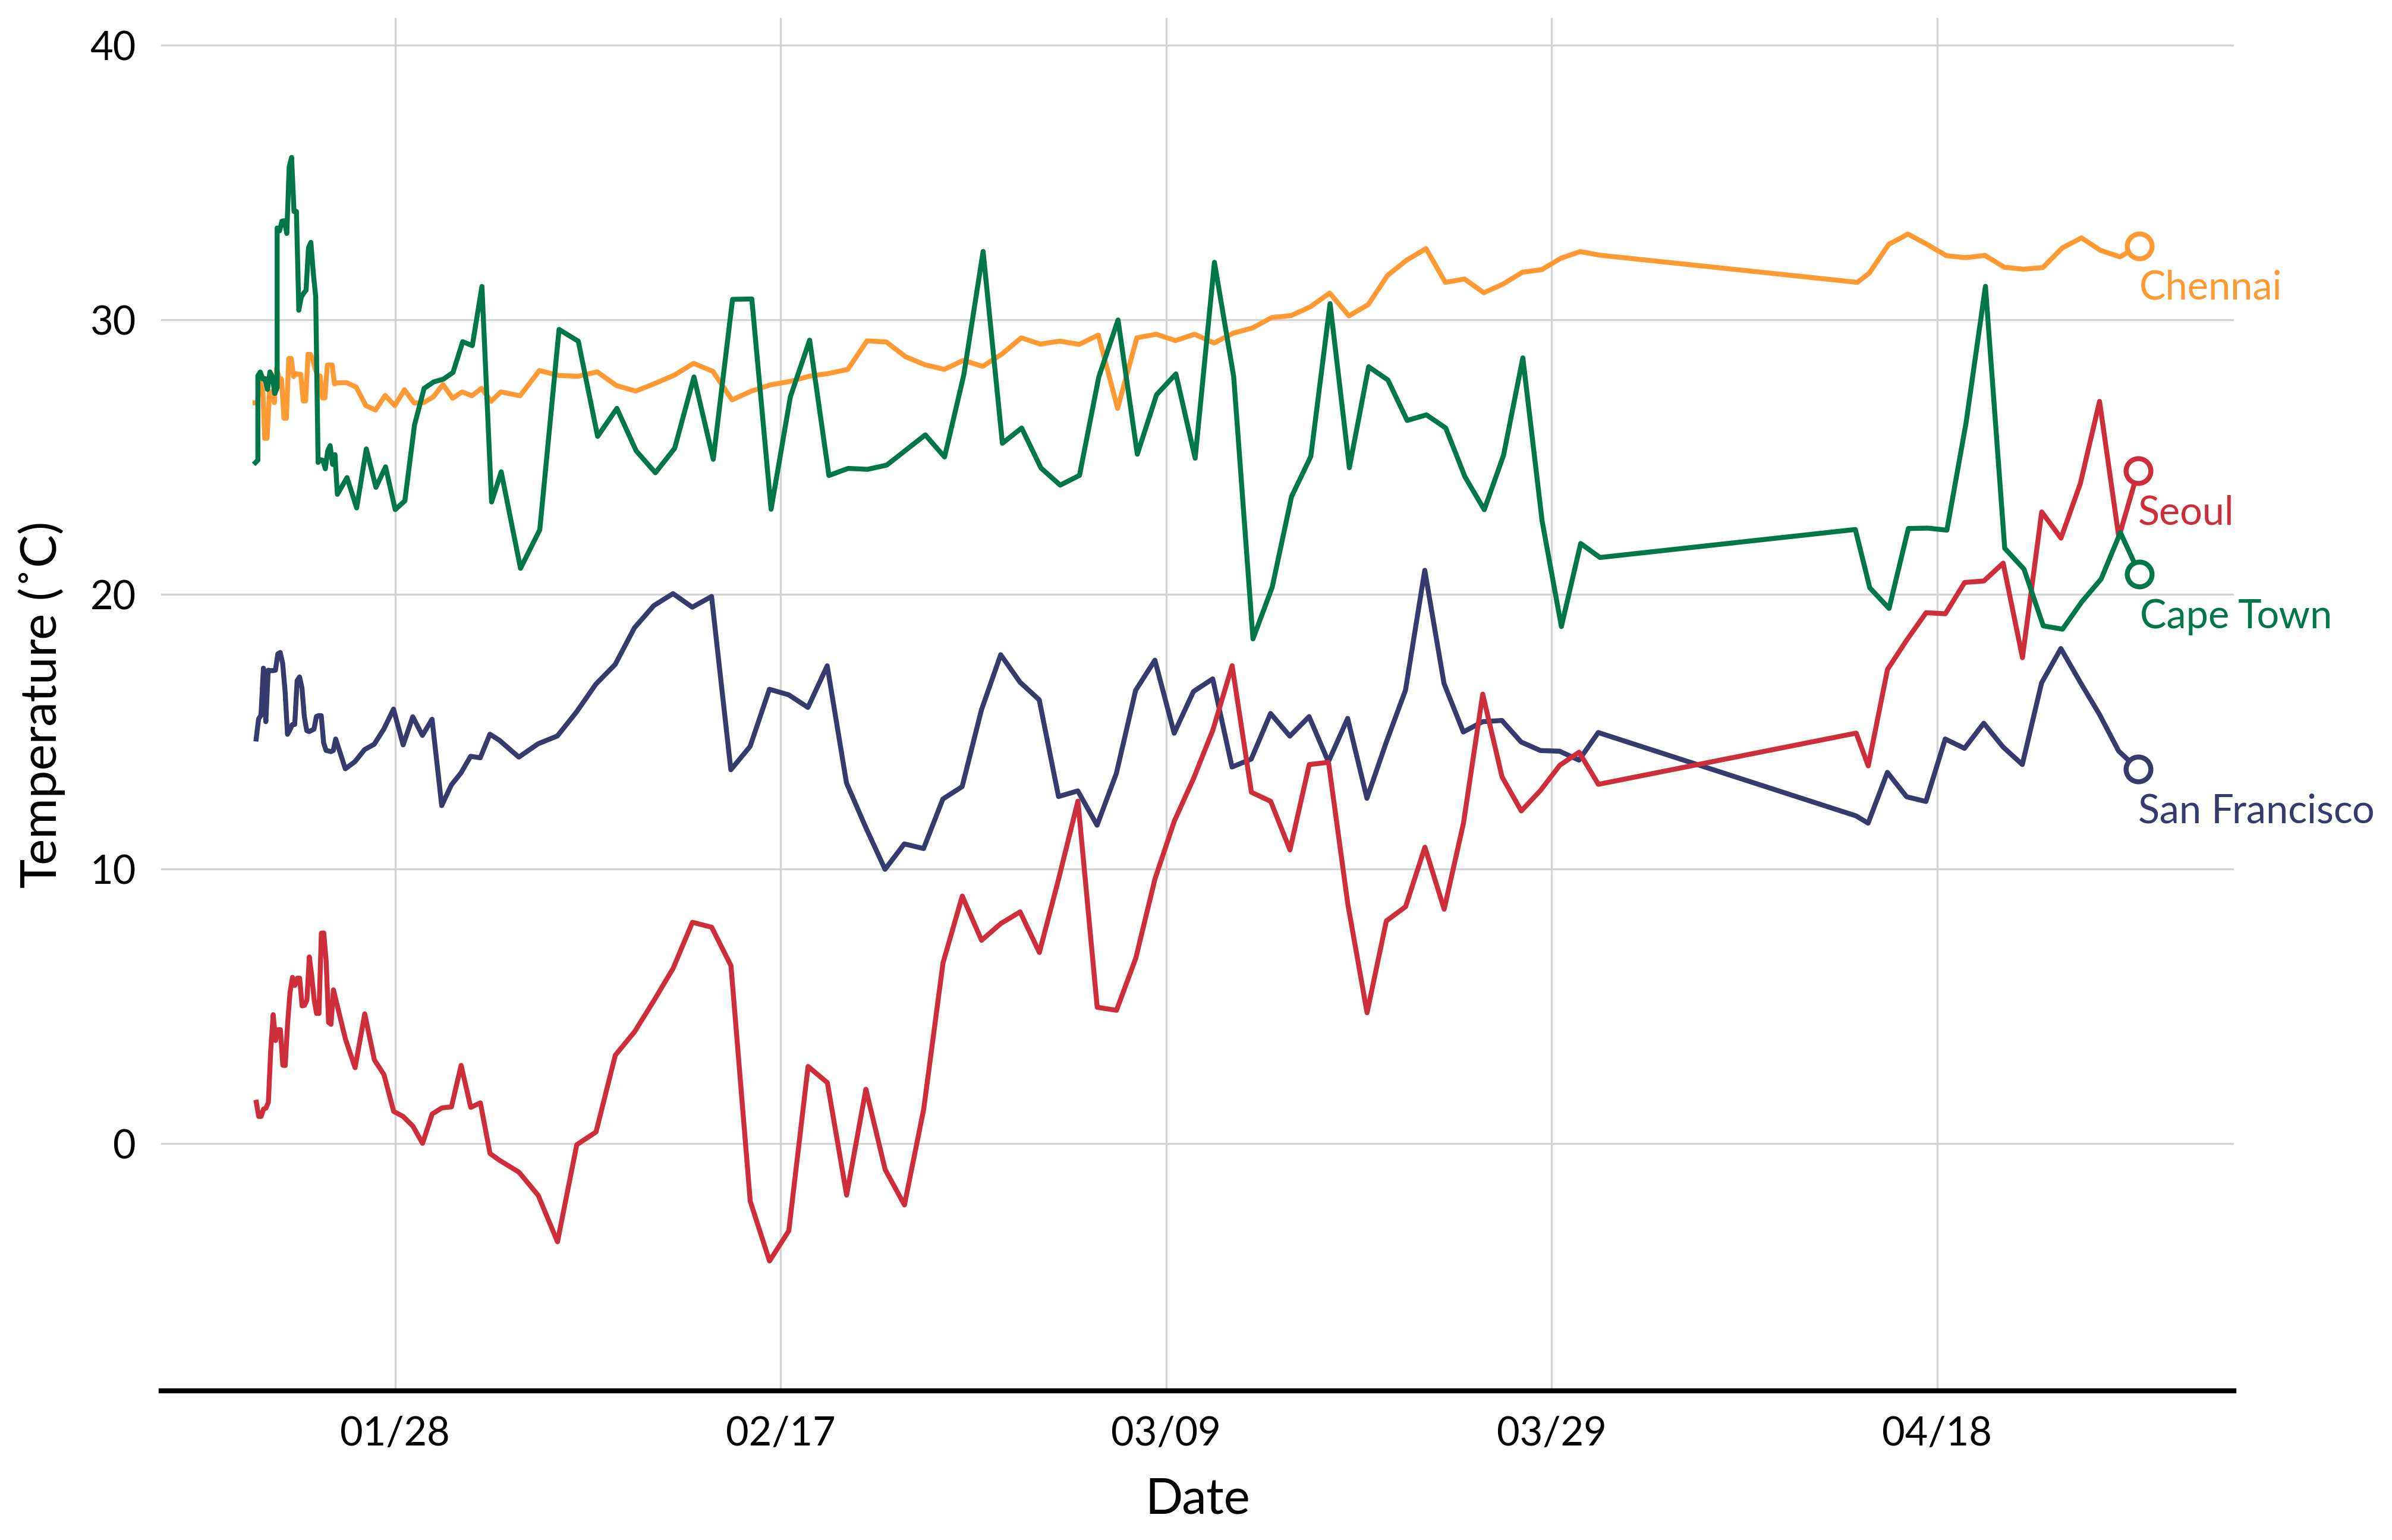 40
30
20
10
0
Temperature (°C)
Chennai
Seoul
Cape Town
San Francisco
01/28
02/17
03/09
03/29
04/18
Date